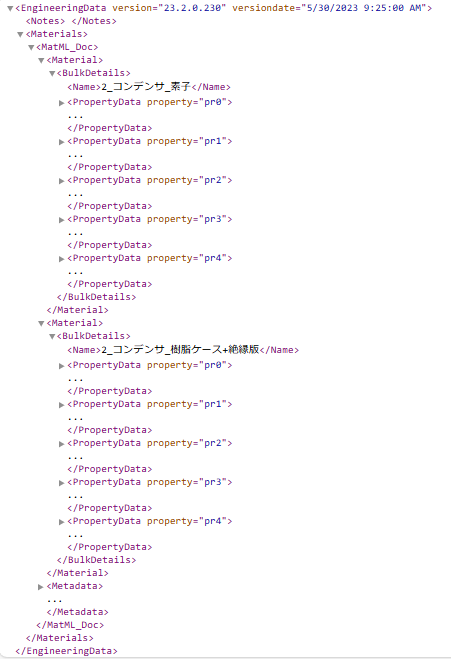 <EngineeringData version="23.2.0.230" versiondate="5/30/2023 9:25:00 AM">
<Notes> </Notes>
<Materials>
<MatML_Doc>
<Material>
<BulkDetails>
<Name>2_コンデンサ_素子</Name>
<PropertyData property="pr0">
...
</PropertyData>
<PropertyData property="pr1">
...
</PropertyData>
<PropertyData property="pr2">
...
</PropertyData>
<PropertyData property="pr3">
...
</PropertyData>
<PropertyData property="pr4">
...
</PropertyData>
</BulkDetails>
</Material>
<Material>
<BulkDetails>
<Name>2_コンデンサ_樹脂ケース+絶縁版</Name>
<PropertyData property="pr0">
...
</PropertyData>
<PropertyData property="pr1">
...
</PropertyData>
<PropertyData property="pr2">
...
</PropertyData>
<PropertyData property="pr3">
...
</PropertyData>
<PropertyData property="pr4">
...
</PropertyData>
</BulkDetails>
</Material>
<Metadata>
...
</Metadata>
</MatML_Doc>
</Materials>
</EngineeringData>